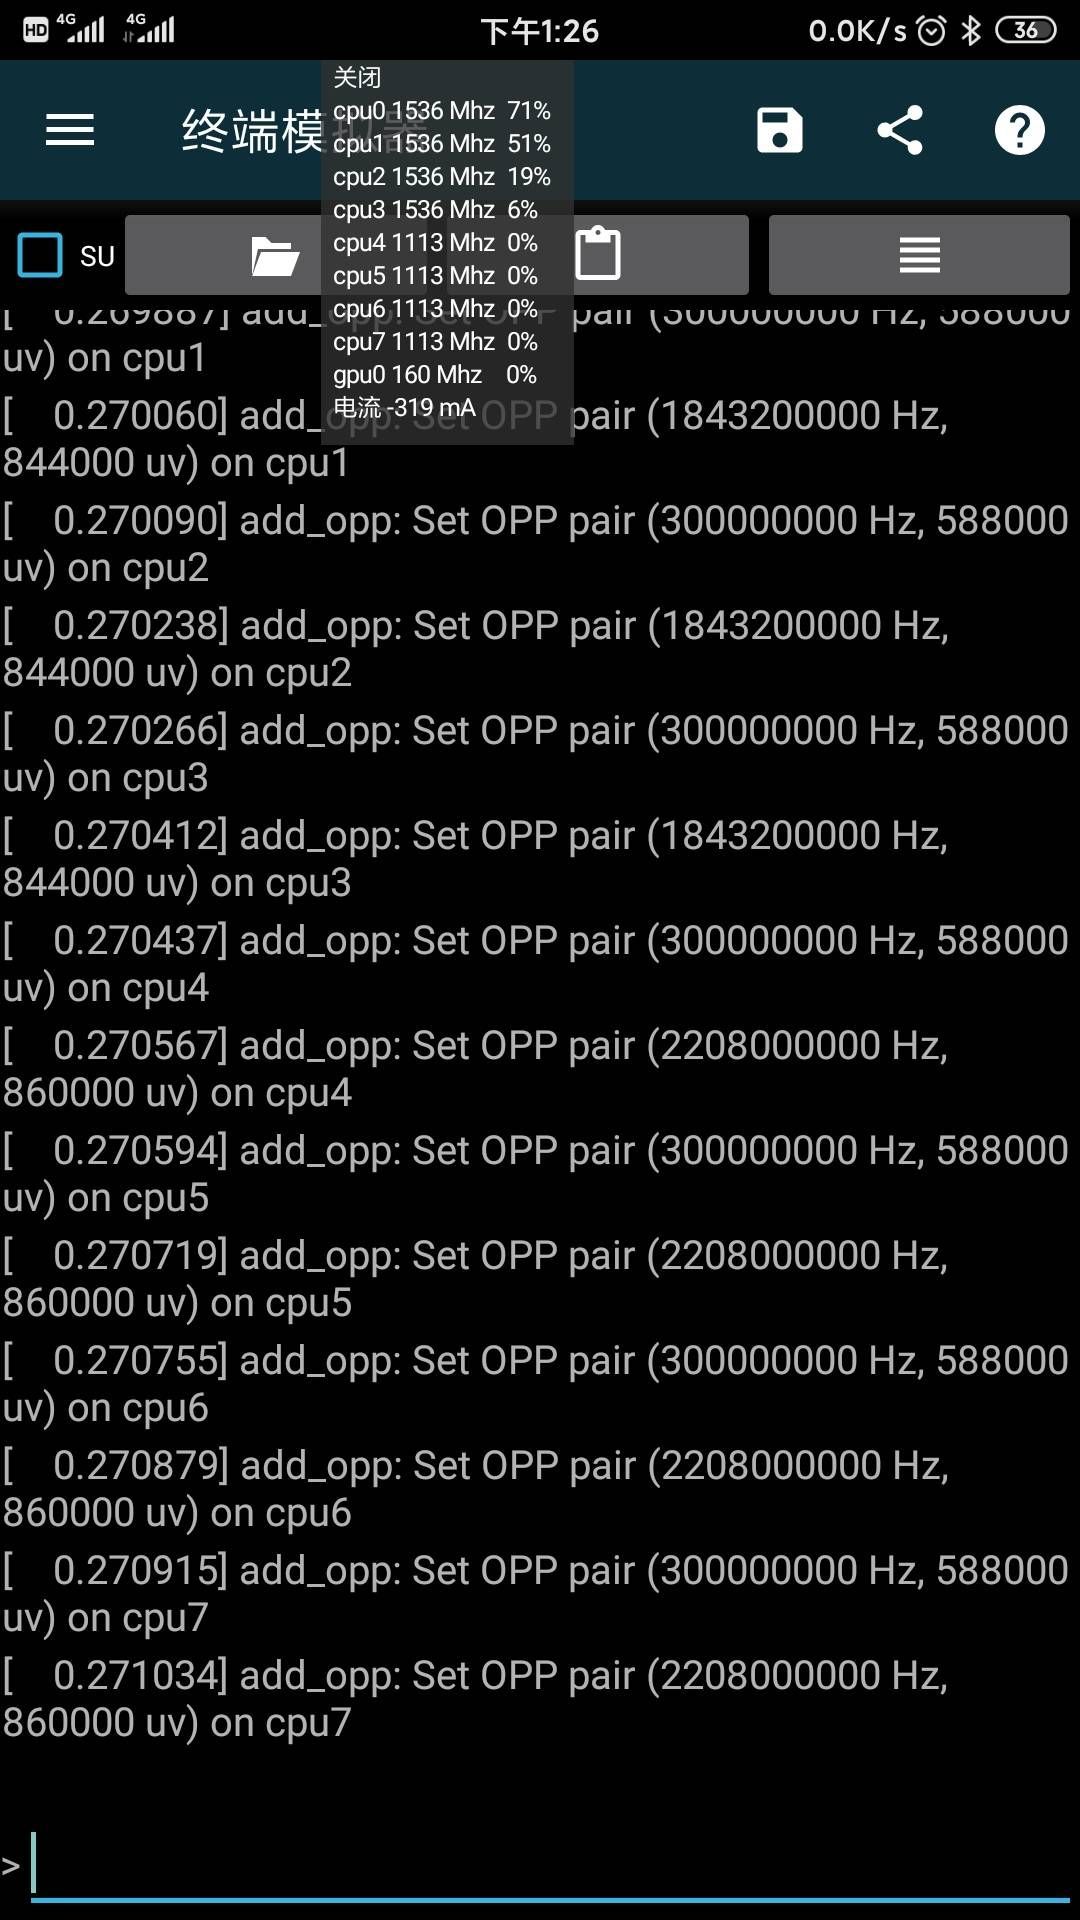 HD 4G 4G 下午1:26 0.0K/s 36
终端模拟器
关闭
cpu0 1536 Mhz 71%
cpu1 1536 Mhz 51%
cpu2 1536 Mhz 19%
cpu3 1536 Mhz 6%
cpu4 1113 Mhz 0%
cpu5 1113 Mhz 0%
cpu6 1113 Mhz 0%
cpu7 1113 Mhz 0%
gpu0 160 Mhz 0%
电流 -319 mA
SU
[ 0.269887] add_opp: Set OPP pair (300000000 Hz, 588000
uv) on cpu1
[ 0.270060] add_opp: Set OPP pair (1843200000 Hz,
844000 uv) on cpu1
[ 0.270090] add_opp: Set OPP pair (300000000 Hz, 588000
uv) on cpu2
[ 0.270238] add_opp: Set OPP pair (1843200000 Hz,
844000 uv) on cpu2
[ 0.270266] add_opp: Set OPP pair (300000000 Hz, 588000
uv) on cpu3
[ 0.270412] add_opp: Set OPP pair (1843200000 Hz,
844000 uv) on cpu3
[ 0.270437] add_opp: Set OPP pair (300000000 Hz, 588000
uv) on cpu4
[ 0.270567] add_opp: Set OPP pair (2208000000 Hz,
860000 uv) on cpu4
[ 0.270594] add_opp: Set OPP pair (300000000 Hz, 588000
uv) on cpu5
[ 0.270719] add_opp: Set OPP pair (2208000000 Hz,
860000 uv) on cpu5
[ 0.270755] add_opp: Set OPP pair (300000000 Hz, 588000
uv) on cpu6
[ 0.270879] add_opp: Set OPP pair (2208000000 Hz,
860000 uv) on cpu6
[ 0.270915] add_opp: Set OPP pair (300000000 Hz, 588000
uv) on cpu7
[ 0.271034] add_opp: Set OPP pair (2208000000 Hz,
860000 uv) on cpu7
>